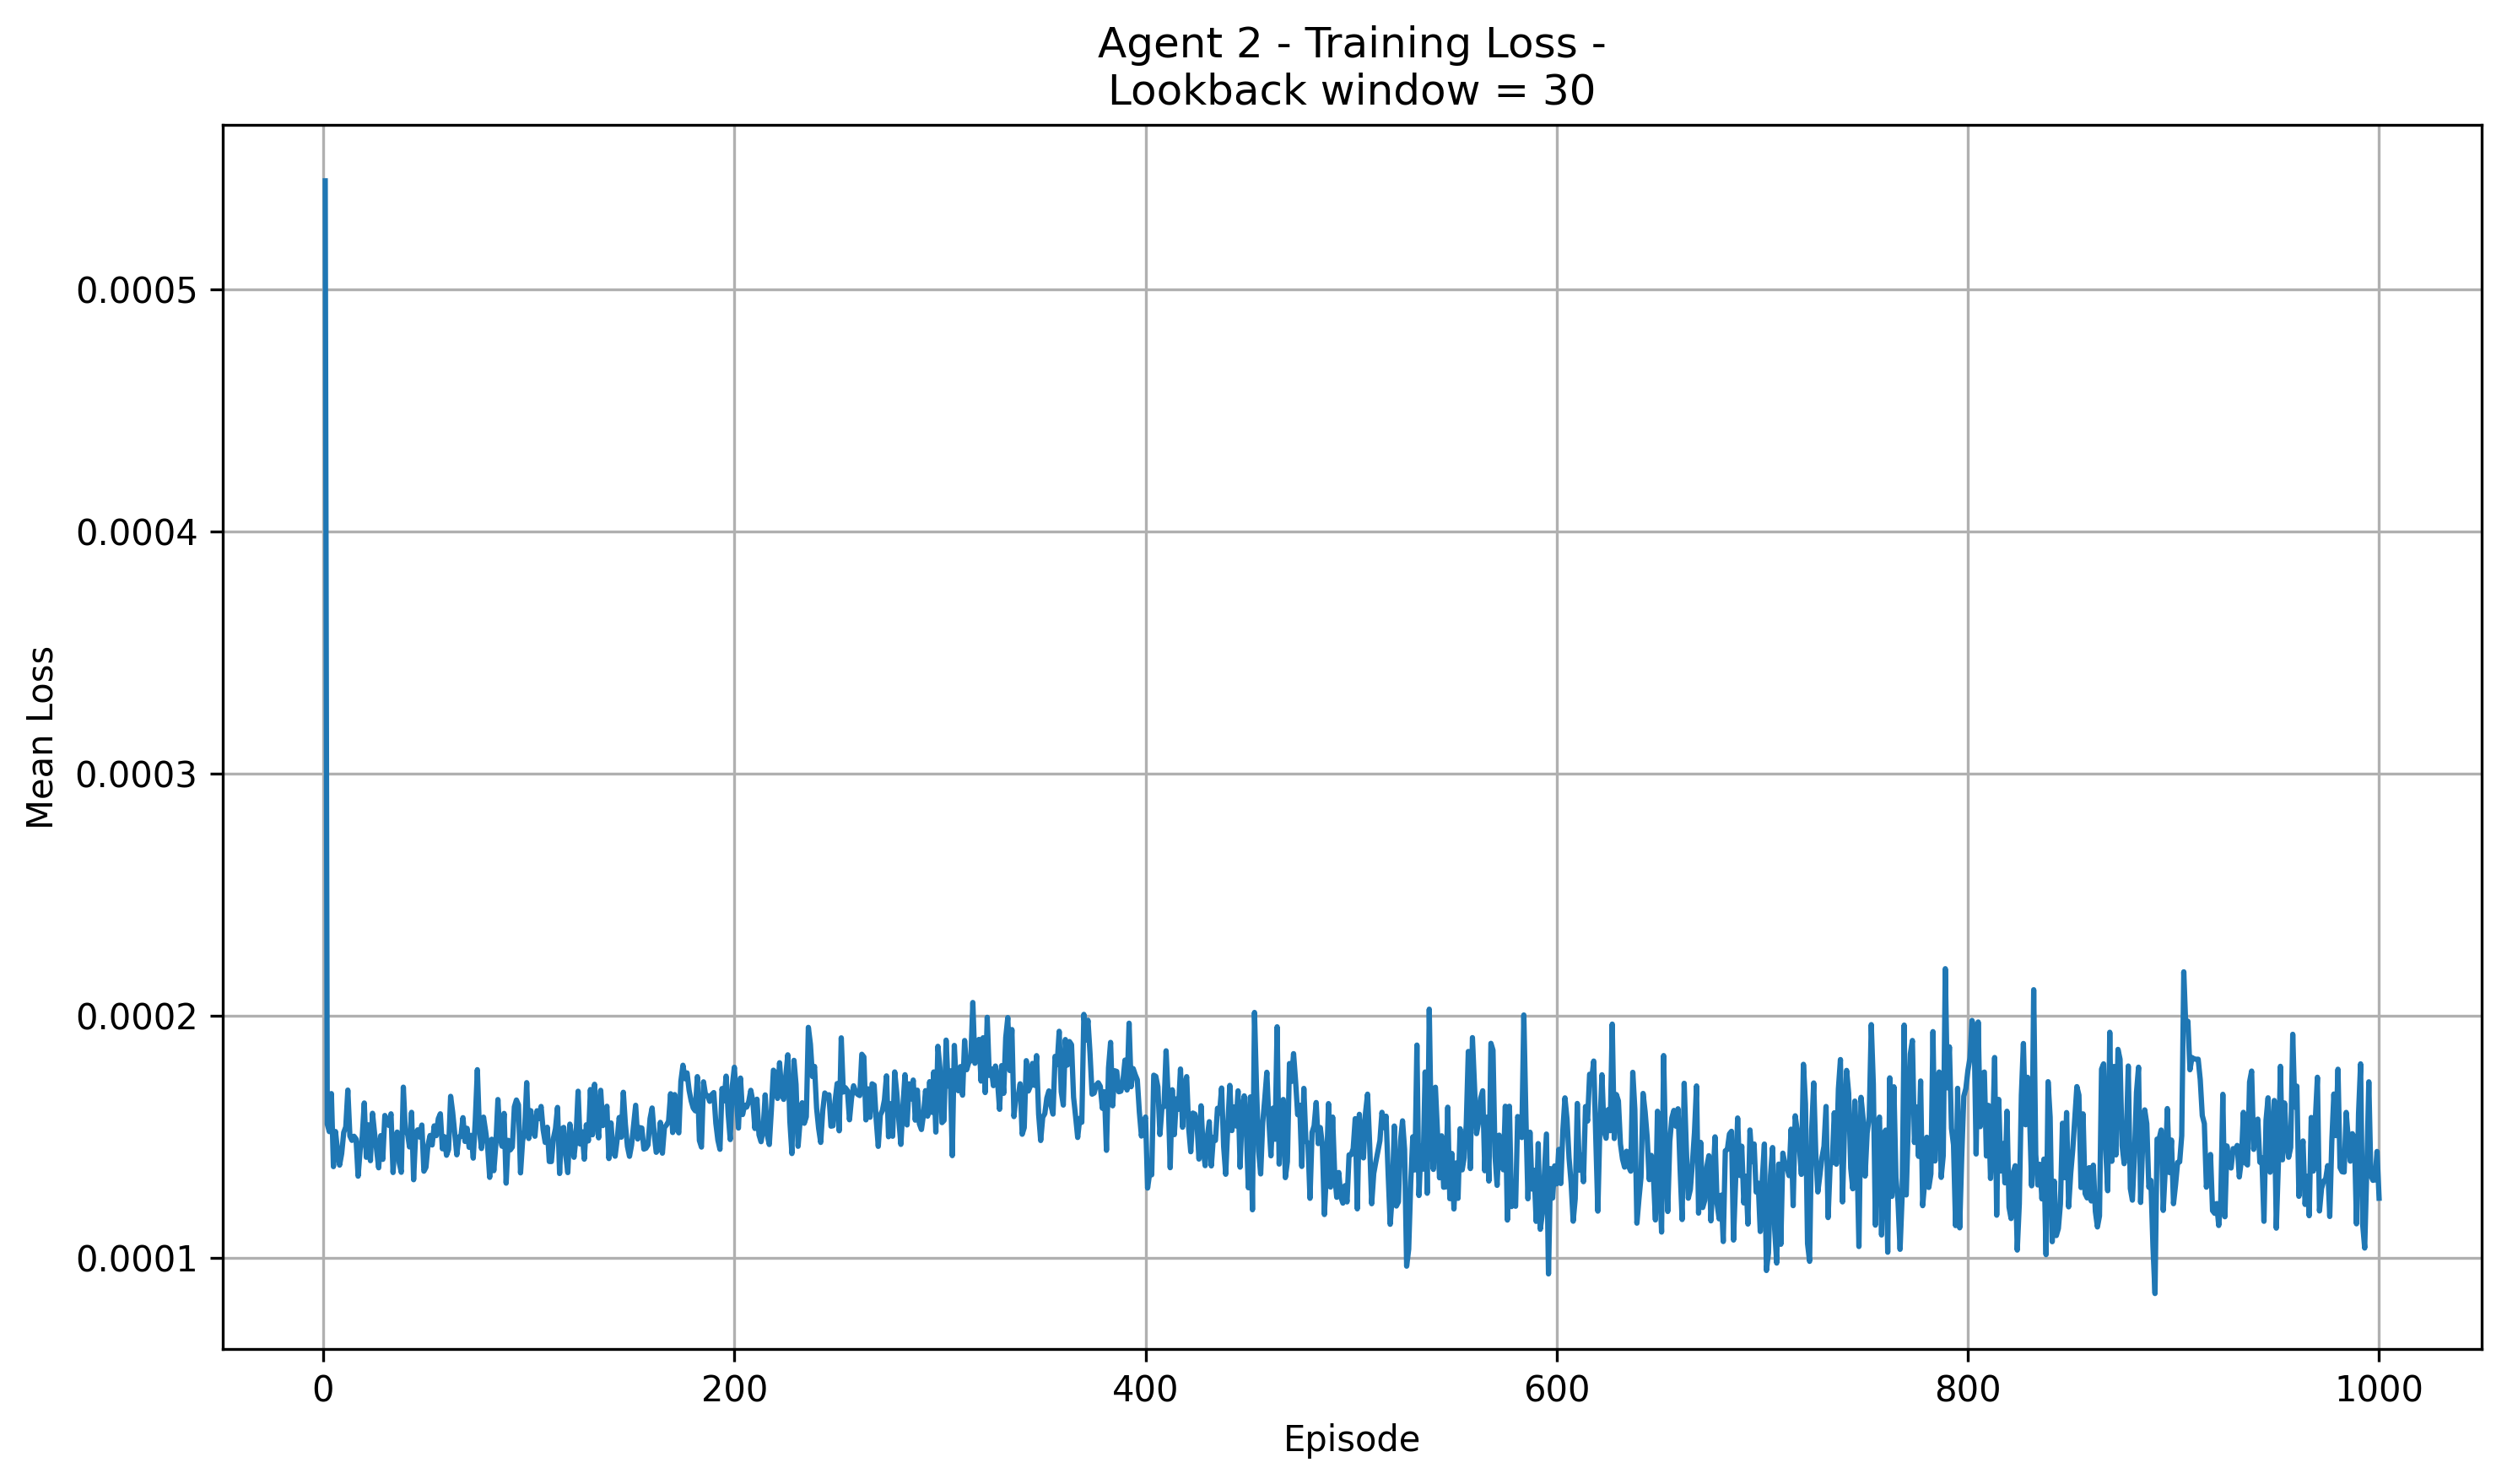 Agent 2 - Training Loss -
Lookback window = 30
Mean Loss
0.0005
0.0004
0.0003
0.0002
0.0001
0 200 400 600 800 1000
Episode